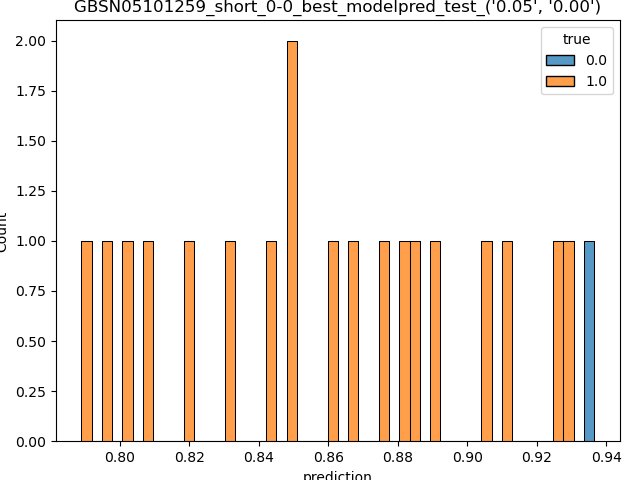 GBSN05101259_short_0-0_best_modelpred_test_('0.05', '0.00')
true
0.0
1.0
2.00
1.75
1.50
1.25
1.00
0.75
0.50
0.25
0.00
Count
0.80 0.82 0.84 0.86 0.88 0.90 0.92 0.94
prediction